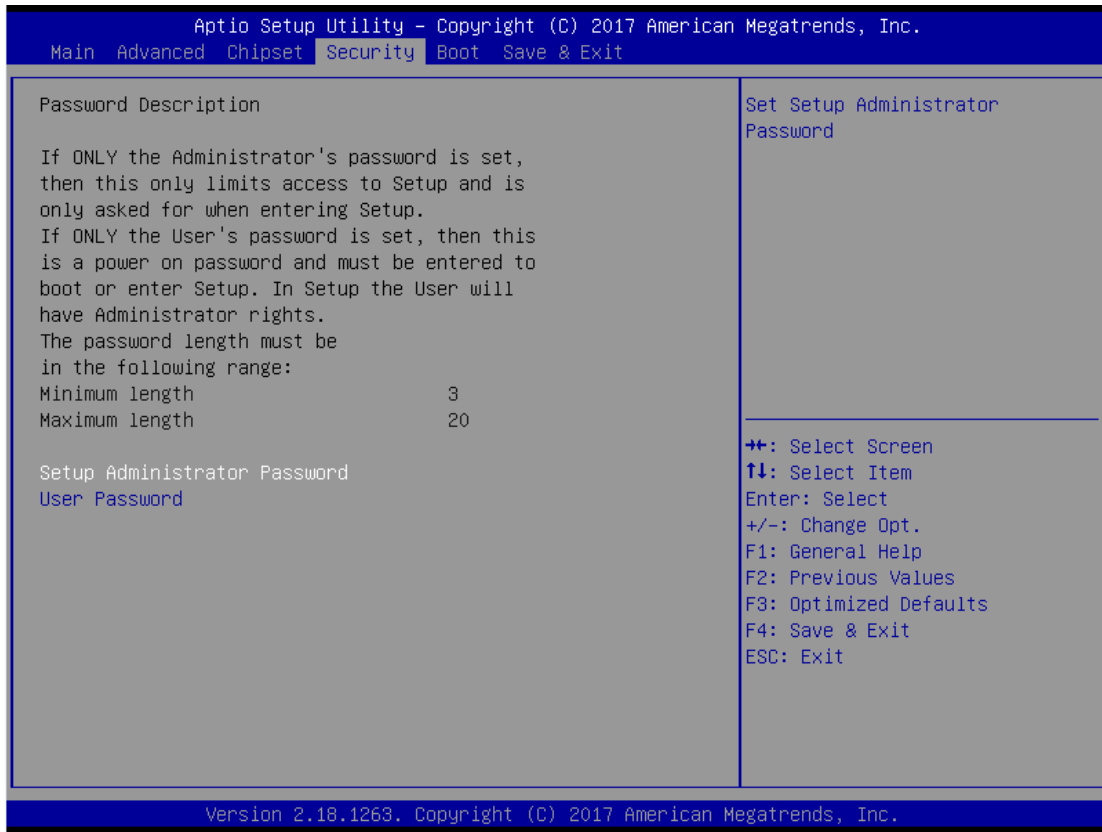 Aptio Setup Utility – Copyright (C) 2017 American Megatrends, Inc.
Main Advanced Chipset Security Boot Save & Exit
Password Description
If ONLY the Administrator's password is set,
then this only limits access to Setup and is
only asked for when entering Setup.
If ONLY the User's password is set, then this
is a power on password and must be entered to
boot or enter Setup. In Setup the User will
have Administrator rights.
The password length must be
in the following range:
Minimum length 3
Maximum length 20
Setup Administrator Password
User Password
Set Setup Administrator
Password
→←: Select Screen
↑↓: Select Item
Enter: Select
+/-: Change Opt.
F1: General Help
F2: Previous Values
F3: Optimized Defaults
F4: Save & Exit
ESC: Exit
Version 2.18.1263. Copyright (C) 2017 American Megatrends, Inc.